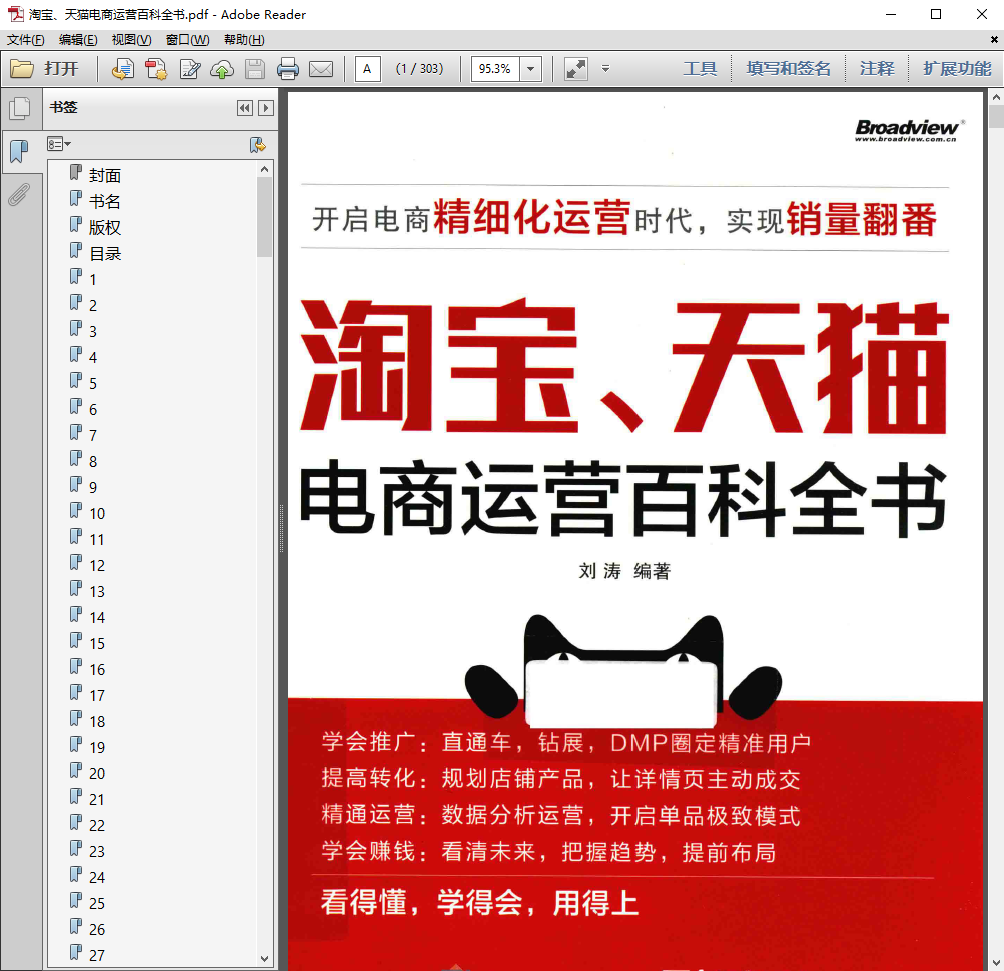 淘宝、天猫电商运营百科全书.pdf - Adobe Reader
文件(F) 编辑(E) 视图(V) 窗口(W) 帮助(H)
打开 A (1 / 303) 95.3% 工具 填写和签名 注释 扩展功能
书签
封面
书名
版权
目录
1
2
3
4
5
6
7
8
9
10
11
12
13
14
15
16
17
18
19
20
21
22
23
24
25
26
27
Broadview®
www.broadview.com.cn
开启电商精细化运营时代，实现销量翻番
淘宝、天猫
电商运营百科全书
刘涛 编著
学会推广：直通车，钻展，DMP圈定精准用户
提高转化：规划店铺产品，让详情页主动成交
精通运营：数据分析运营，开启单品极致模式
学会赚钱：看清未来，把握趋势，提前布局
看得懂，学得会，用得上